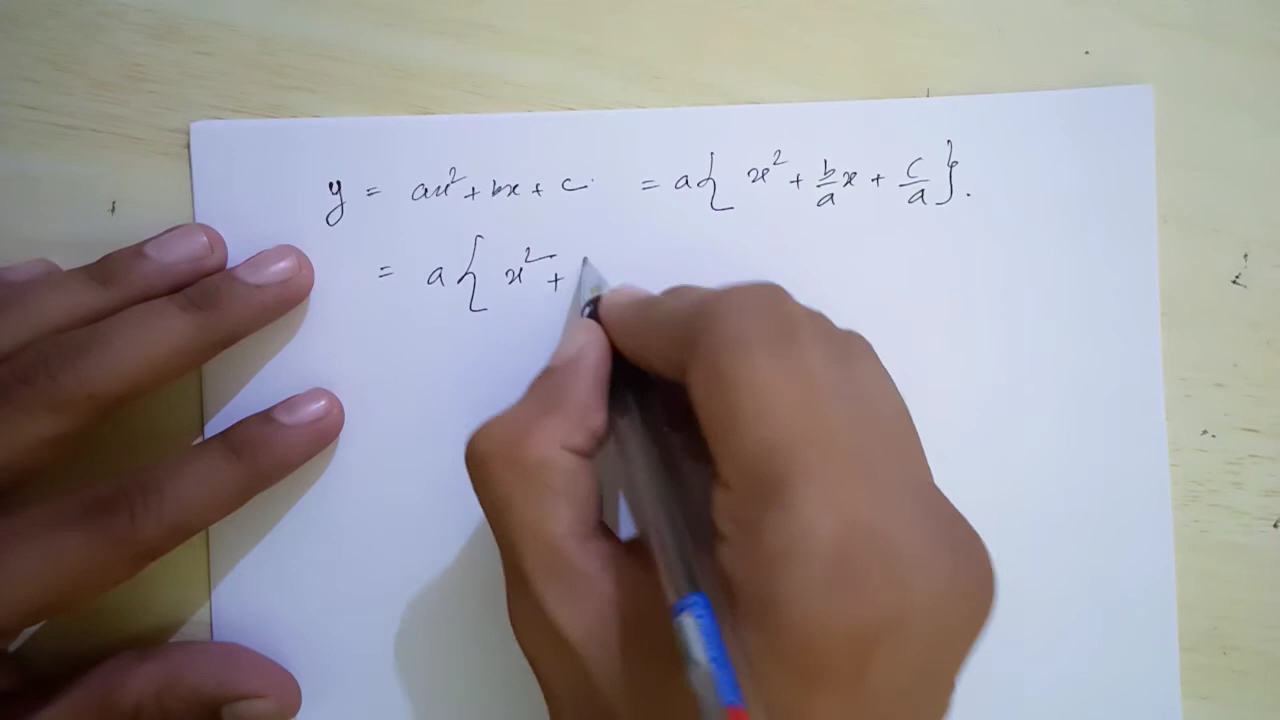 y = ax² + bx + c. = a{ x² + b/a x + c/a }.
= a{ x² +